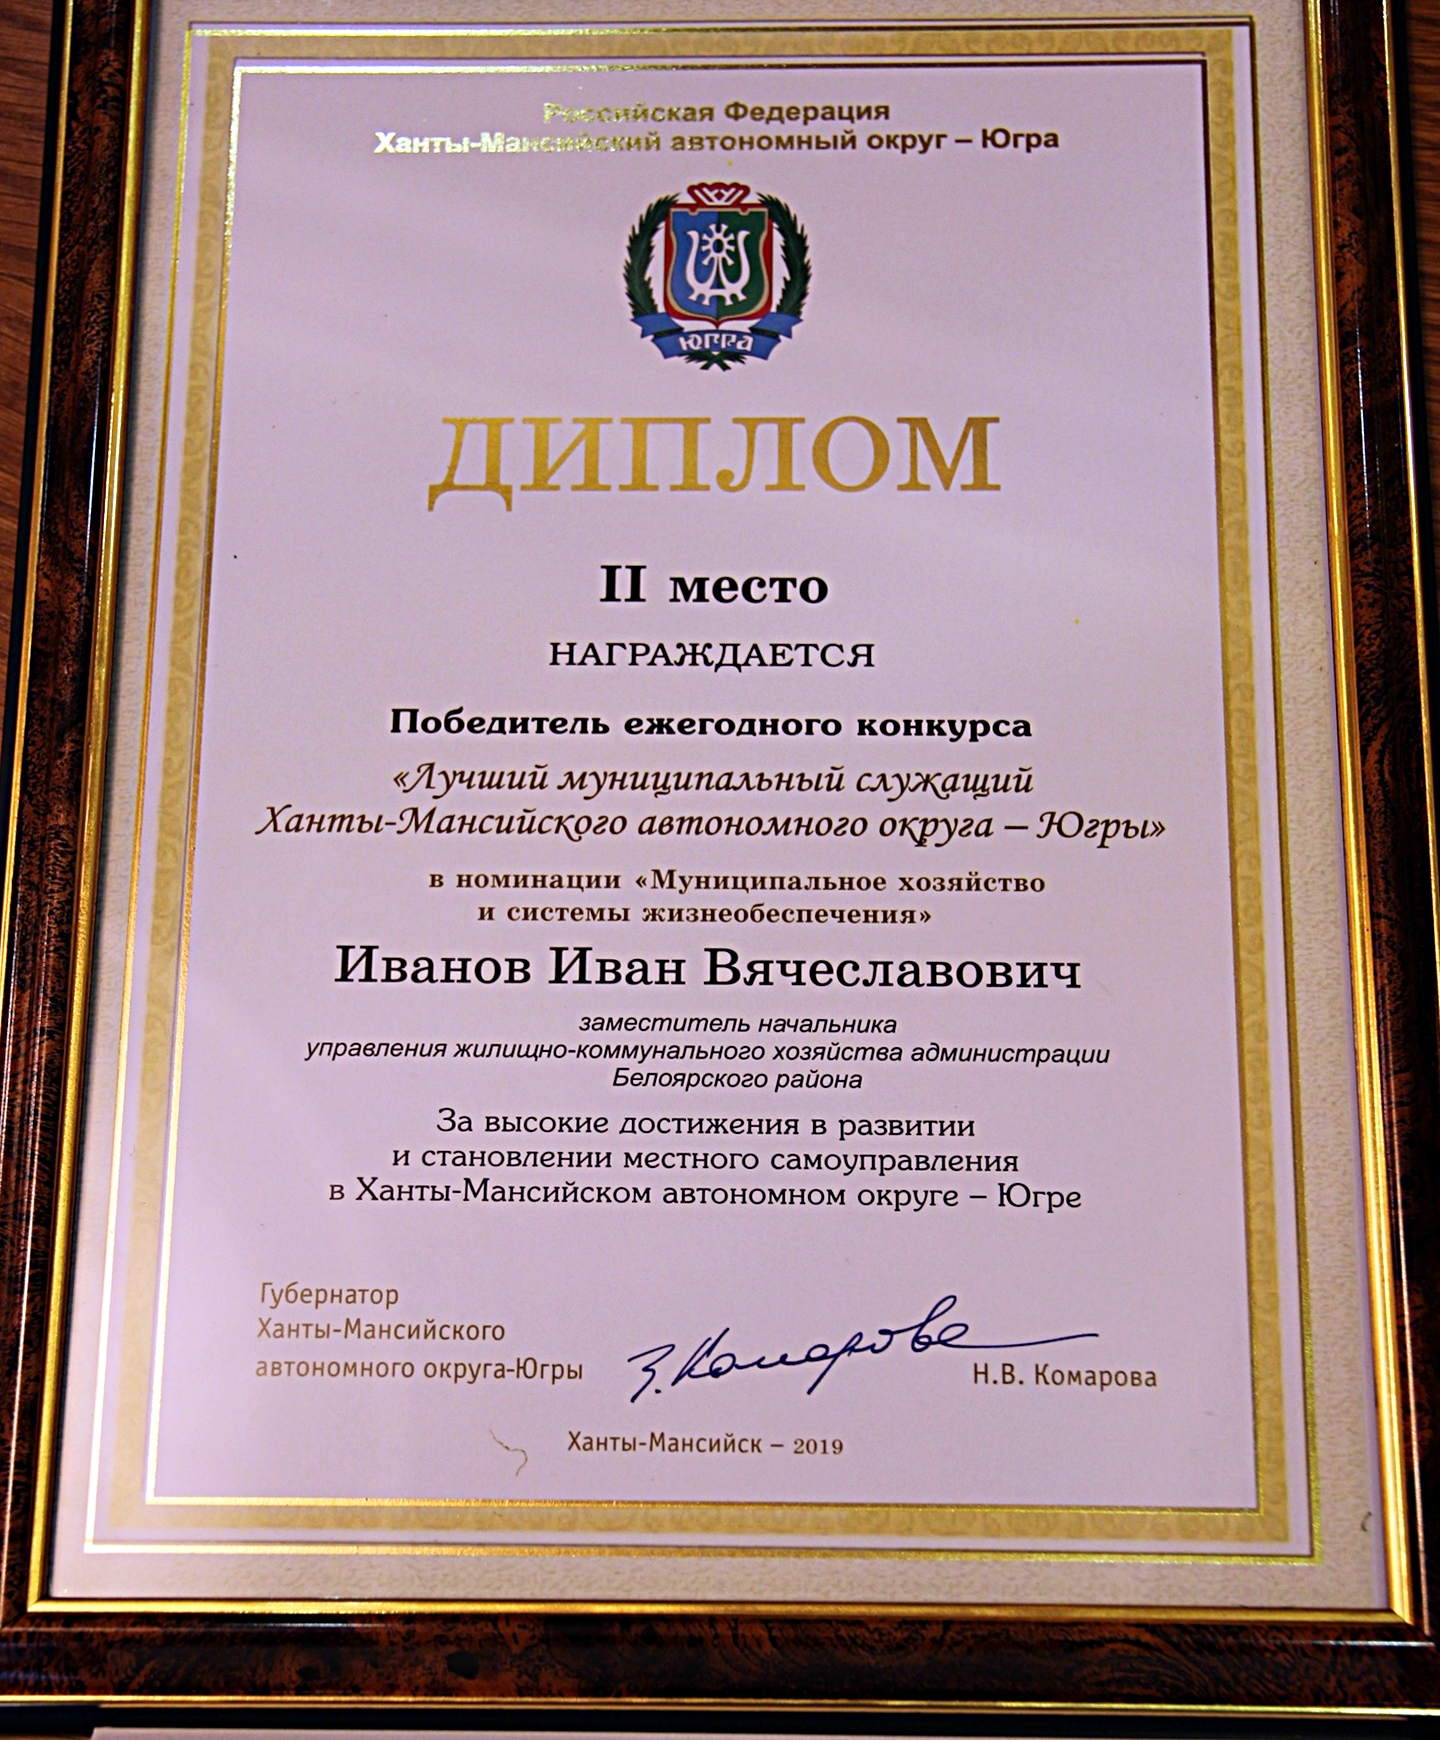 Российская Федерация
Ханты-Мансийский автономный округ – Югра
ЮГРА
ДИПЛОМ
II место
НАГРАЖДАЕТСЯ
Победитель ежегодного конкурса
«Лучший муниципальный служащий
Ханты-Мансийского автономного округа – Югры»
в номинации «Муниципальное хозяйство
и системы жизнеобеспечения»
Иванов Иван Вячеславович
заместитель начальника
управления жилищно-коммунального хозяйства администрации
Белоярского района
За высокие достижения в развитии
и становлении местного самоуправления
в Ханты-Мансийском автономном округе – Югре
Губернатор
Ханты-Мансийского
автономного округа-Югры
Н.В. Комарова
Ханты-Мансийск – 2019